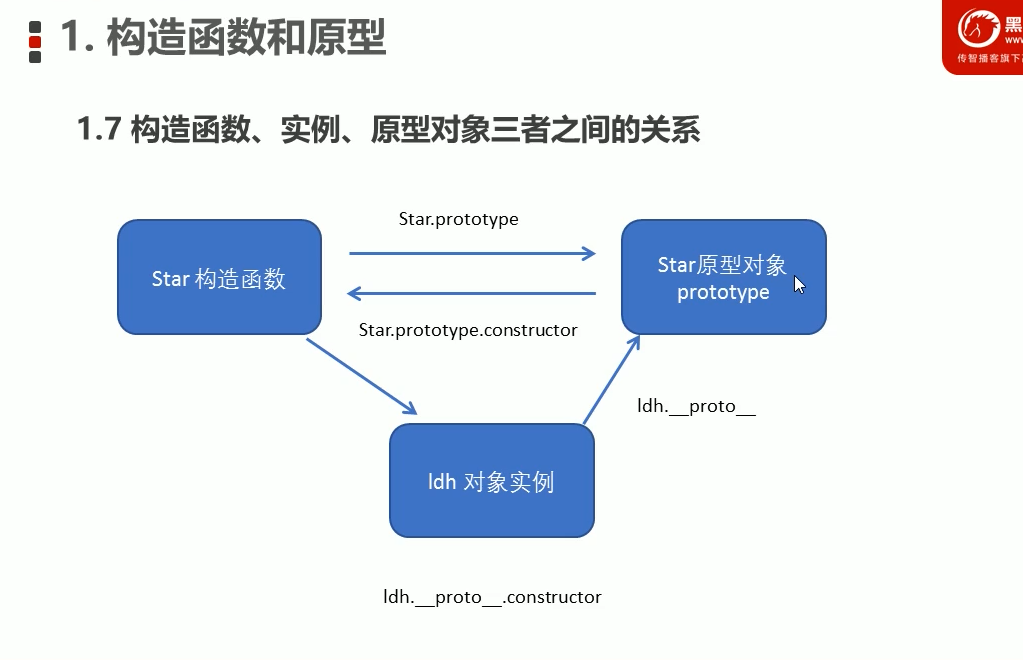 1. 构造函数和原型
黑
www
传智播客旗下
1.7 构造函数、实例、原型对象三者之间的关系
Star.prototype
Star 构造函数
Star原型对象
prototype
Star.prototype.constructor
ldh.__proto__
ldh 对象实例
ldh.__proto__.constructor